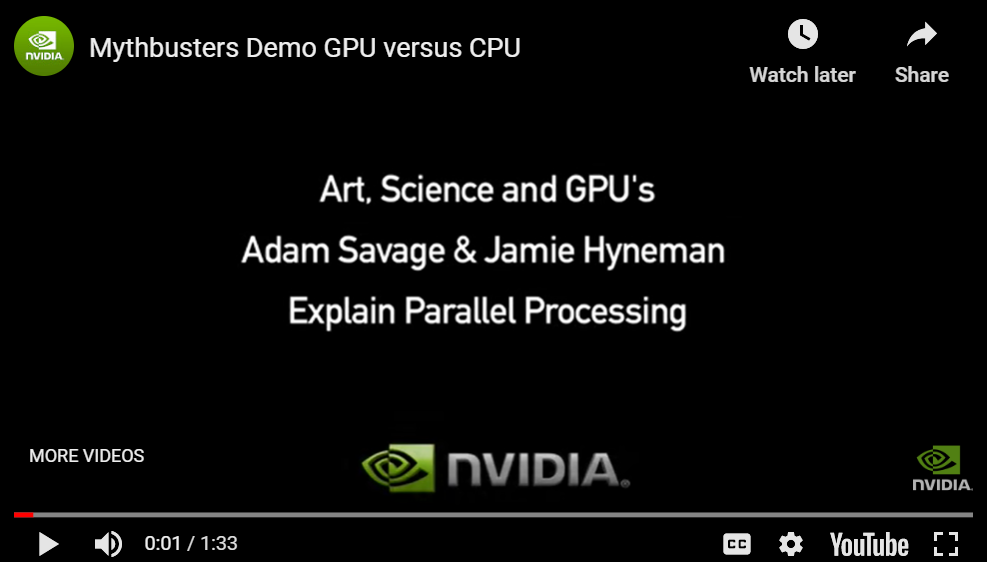 NVIDIA.
Mythbusters Demo GPU versus CPU
Watch later
Share
Art, Science and GPU's
Adam Savage & Jamie Hyneman
Explain Parallel Processing
MORE VIDEOS
NVIDIA®
NVIDIA.
0:01 / 1:33
CC
YouTube